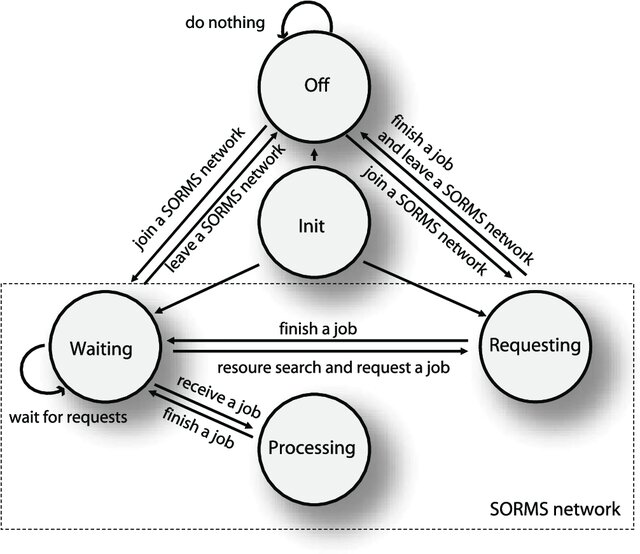 do nothing
Off
join a SORMS network
leave a SORMS network
finish a job
and leave a SORMS network
join a SORMS network
Init
Waiting
finish a job
resoure search and request a job
Requesting
wait for requests
receive a job
finish a job
Processing
SORMS network